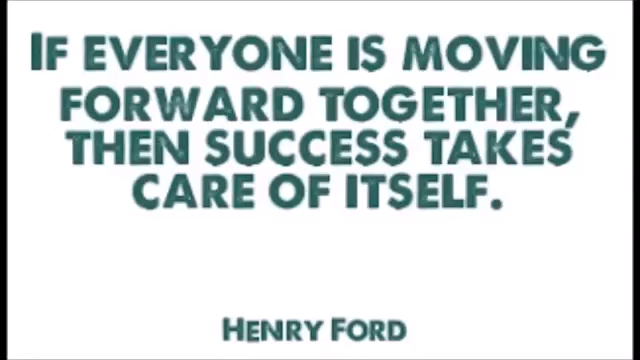 IF EVERYONE IS MOVING
FORWARD TOGETHER,
THEN SUCCESS TAKES
CARE OF ITSELF.
HENRY FORD